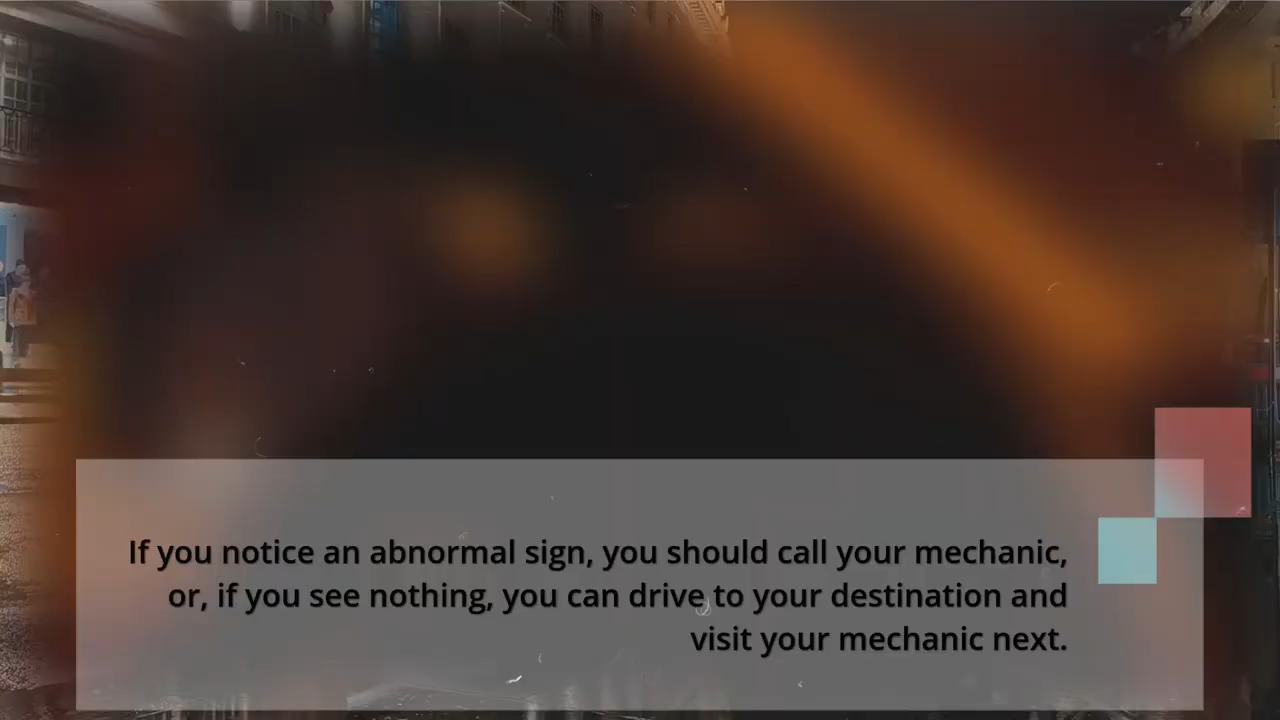 If you notice an abnormal sign, you should call your mechanic,
or, if you see nothing, you can drive to your destination and
visit your mechanic next.